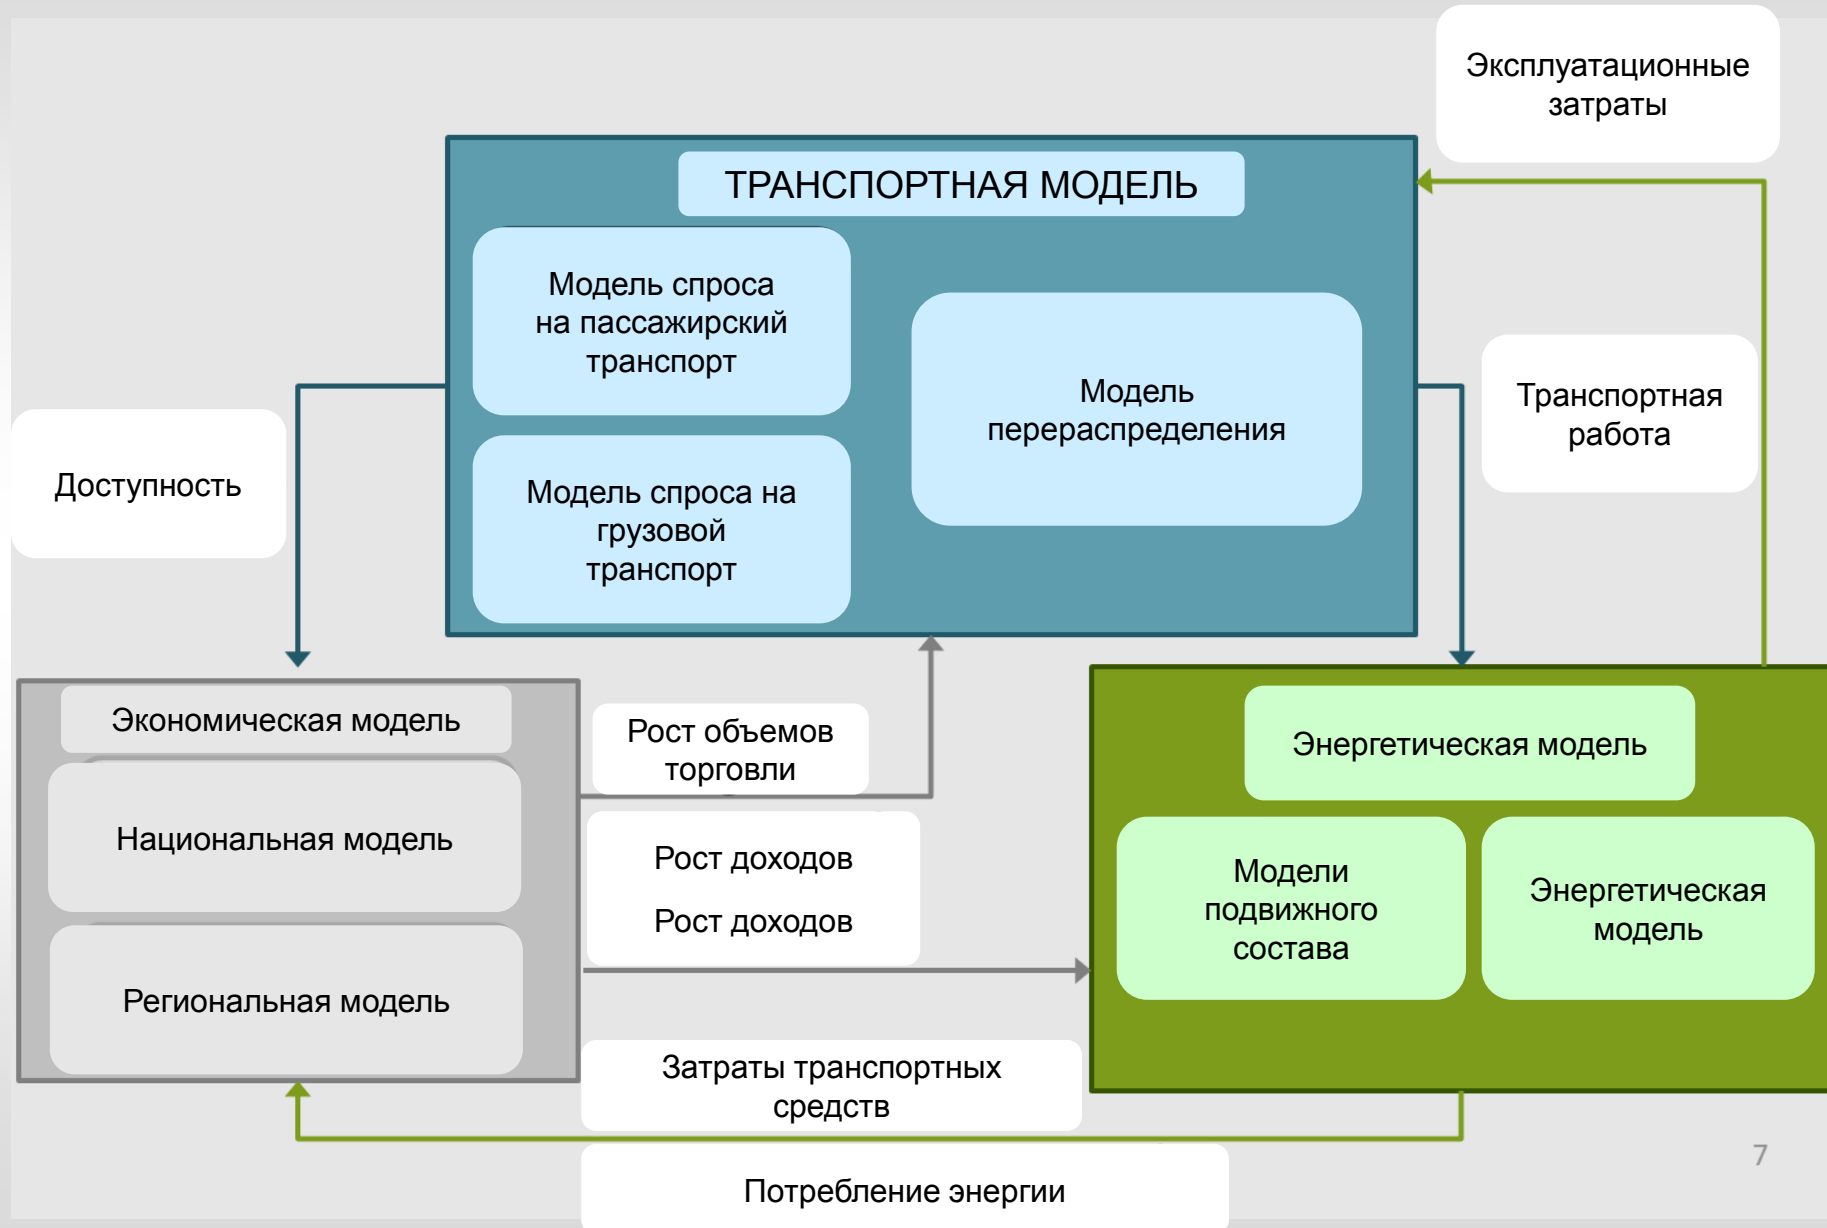 Эксплуатационные
затраты
ТРАНСПОРТНАЯ МОДЕЛЬ
Модель спроса
на пассажирский
транспорт
Модель
перераспределения
Транспортная
работа
Доступность
Модель спроса на
грузовой
транспорт
Экономическая модель
Национальная модель
Региональная модель
Рост объемов
торговли
Рост доходов
Рост доходов
Энергетическая модель
Модели
подвижного
состава
Энергетическая
модель
Затраты транспортных
средств
Потребление энергии
7